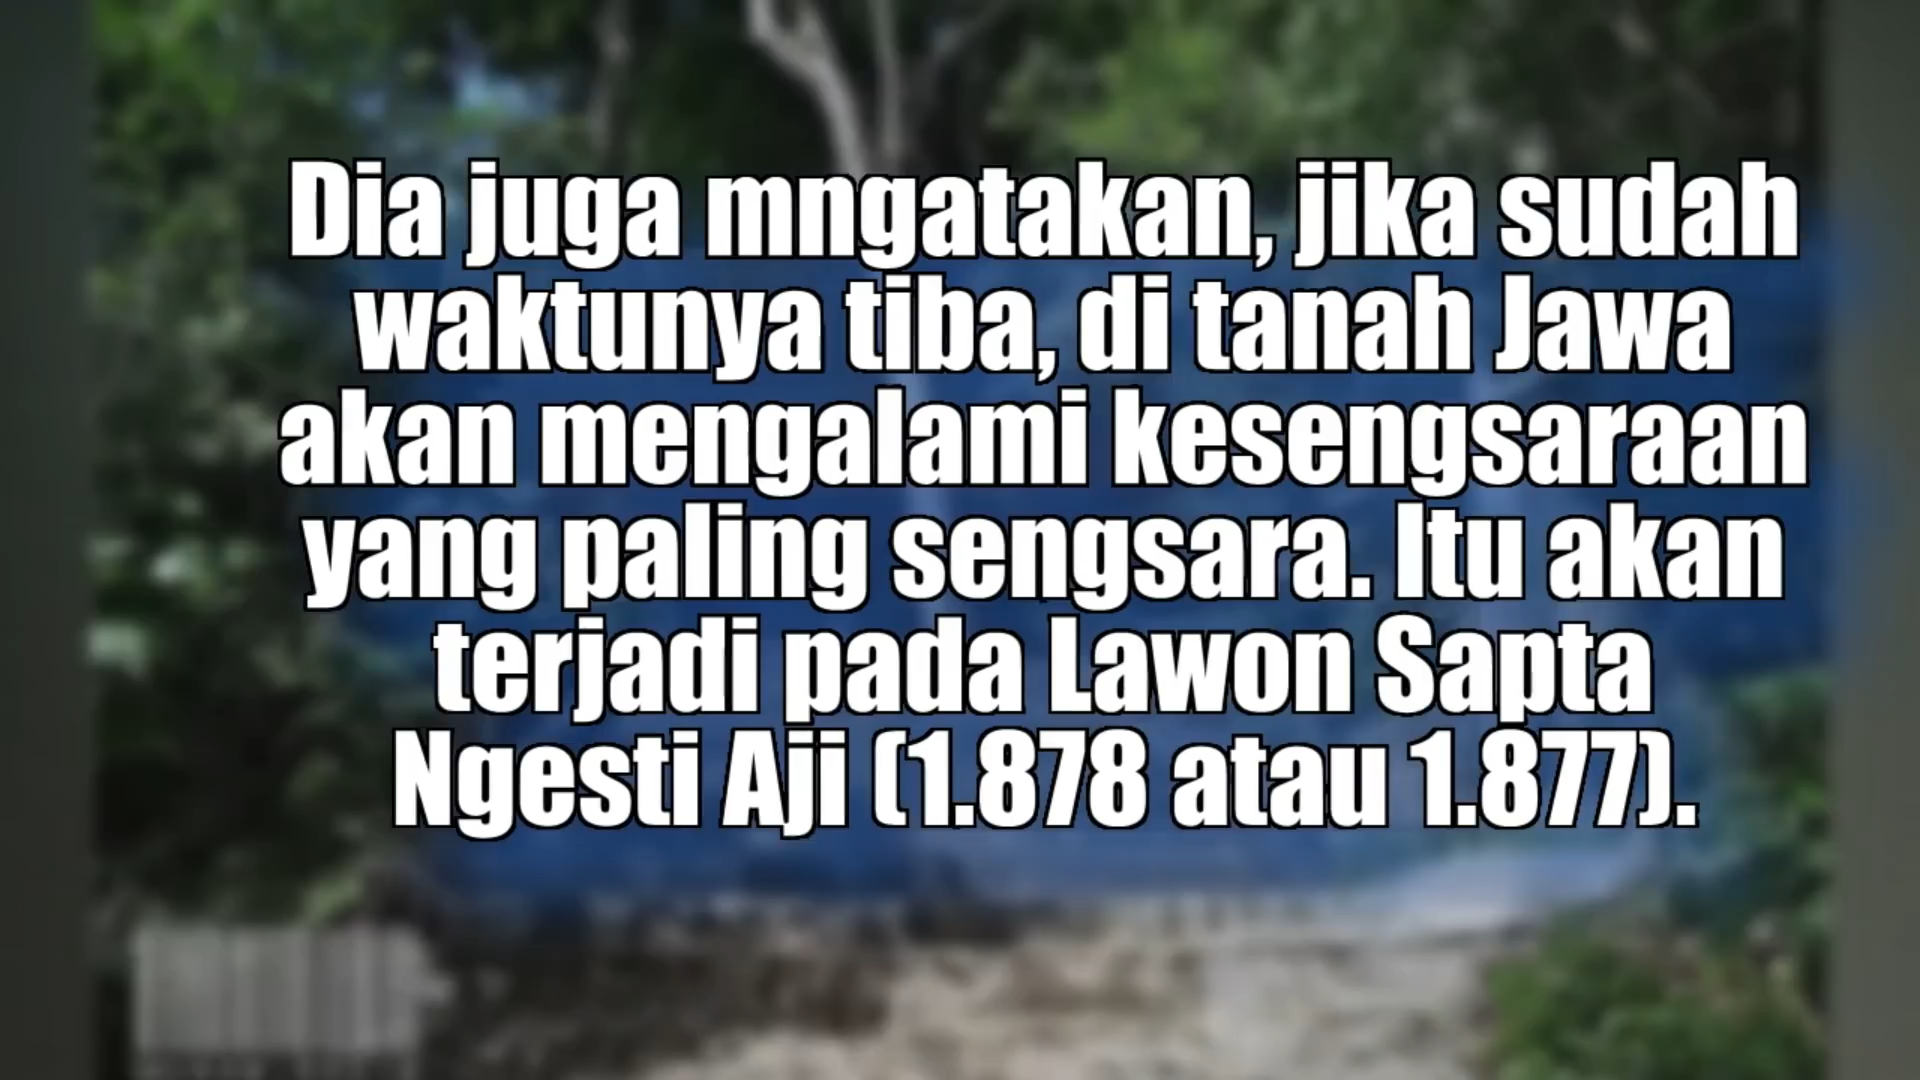 Dia juga mngatakan, jika sudah
waktunya tiba, di tanah Jawa
akan mengalami kesengsaraan
yang paling sengsara. Itu akan
terjadi pada Lawon Sapta
Ngesti Aji (1.878 atau 1.877).